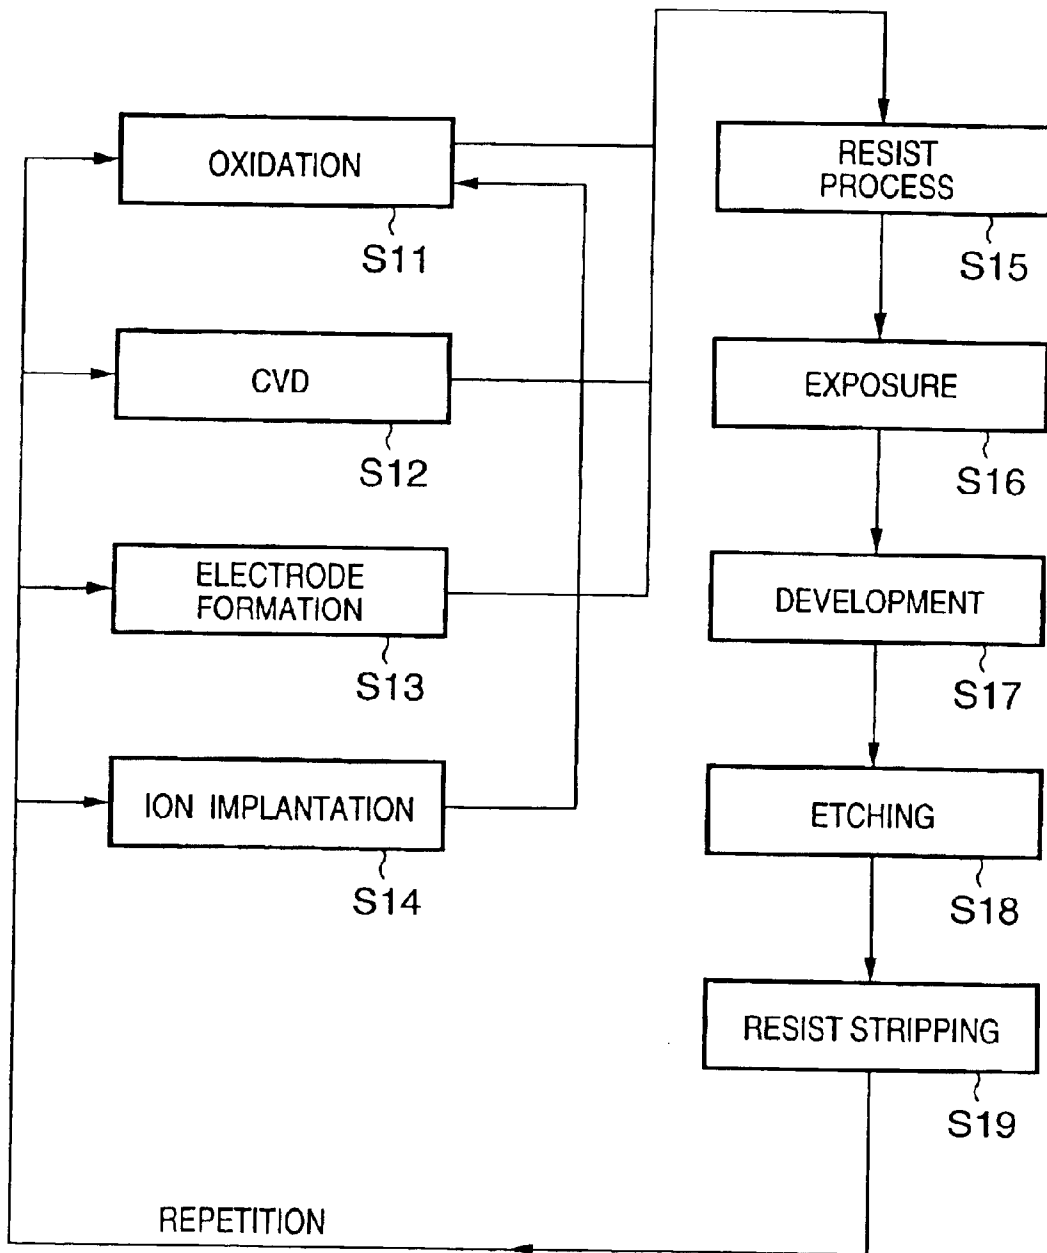 OXIDATION
S11
CVD
S12
ELECTRODE
FORMATION
S13
ION IMPLANTATION
S14
RESIST
PROCESS
S15
EXPOSURE
S16
DEVELOPMENT
S17
ETCHING
S18
RESIST STRIPPING
S19
REPETITION